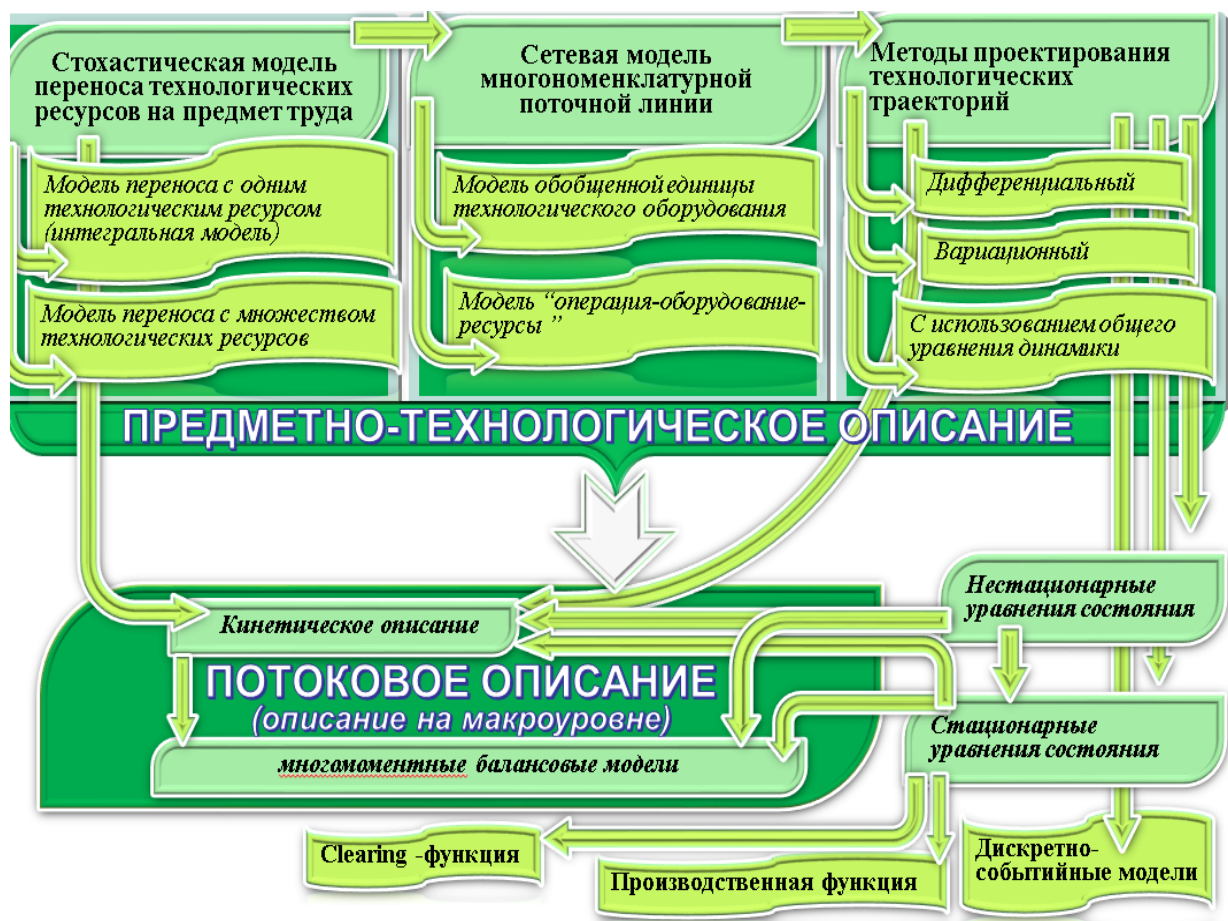 Стохастическая модель
переноса технологических
ресурсов на предмет труда
Модель переноса с одним
технологическим ресурсом
(интегральная модель)
Модель переноса с множеством
технологических ресурсов
Сетевая модель
многономенклатурной
поточной линии
Модель обобщенной единицы
технологического оборудования
Модель “операция-оборудование-
ресурсы ”
Методы проектирования
технологических
траекторий
Дифференциальный
Вариационный
С использованием общего
уравнения динамики
ПРЕДМЕТНО-ТЕХНОЛОГИЧЕСКОЕ ОПИСАНИЕ
Нестационарные
уравнения состояния
Кинетическое описание
ПОТОКОВОЕ ОПИСАНИЕ
(описание на макроуровне)
Стационарные
уравнения состояния
многомоментные балансовые модели
Clearing -функция
Производственная функция
Дискретно-
событийные модели